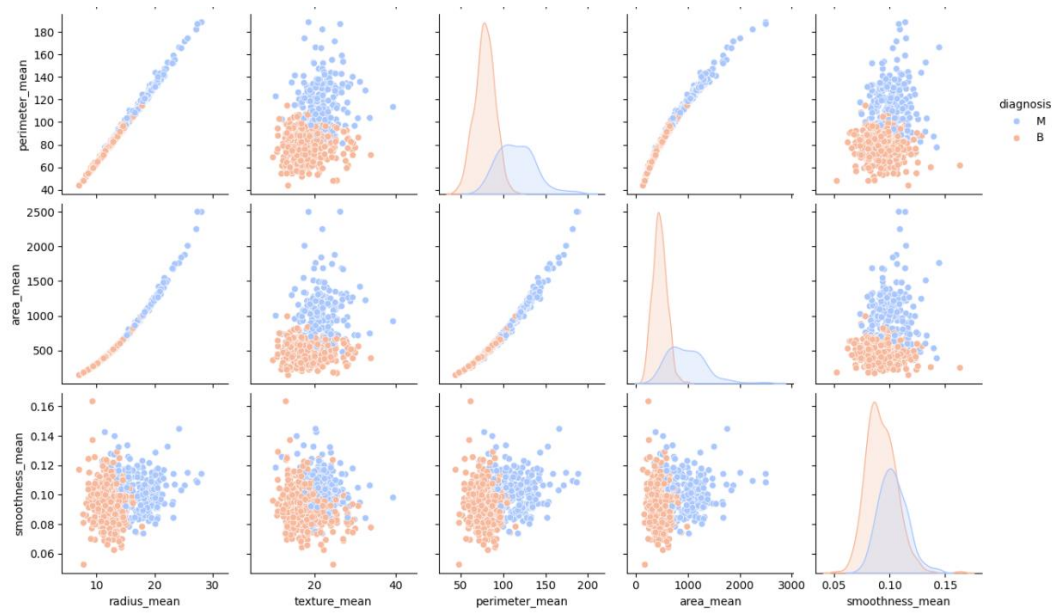 perimeter_mean
180
160
140
120
100
80
60
40
diagnosis
M
B
area_mean
2500
2000
1500
1000
500
smoothness_mean
0.16
0.14
0.12
0.10
0.08
0.06
10 20 30
20 40
50 100 150 200
0 1000 2000 3000
0.05 0.10 0.15
radius_mean
texture_mean
perimeter_mean
area_mean
smoothness_mean